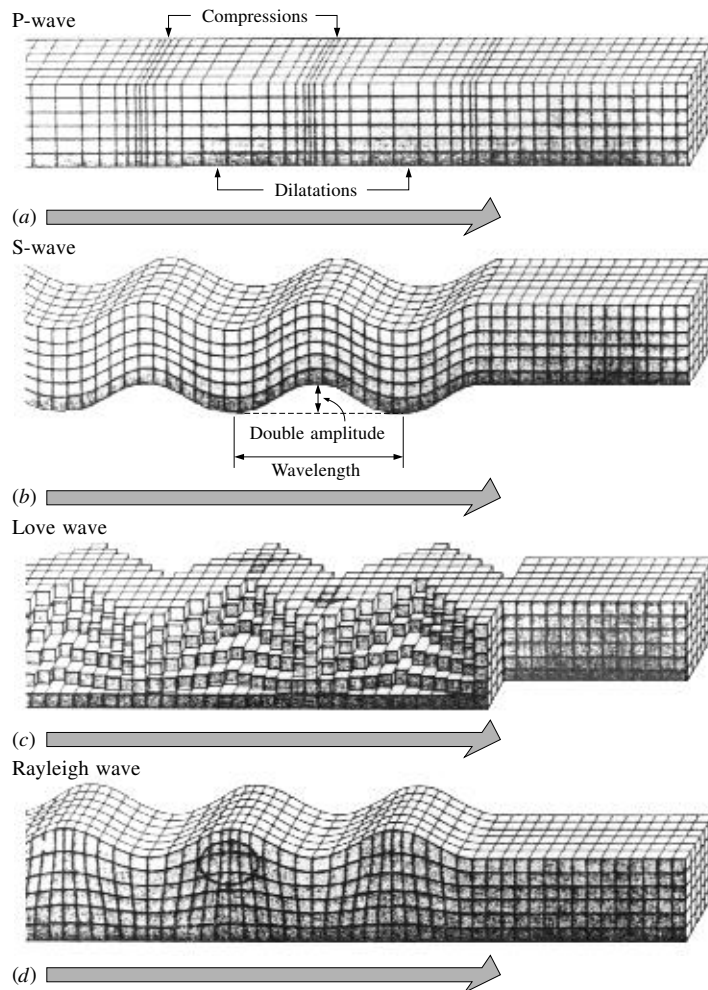 P-wave
Compressions
Dilatations
(a)
S-wave
Double amplitude
Wavelength
(b)
Love wave
(c)
Rayleigh wave
(d)